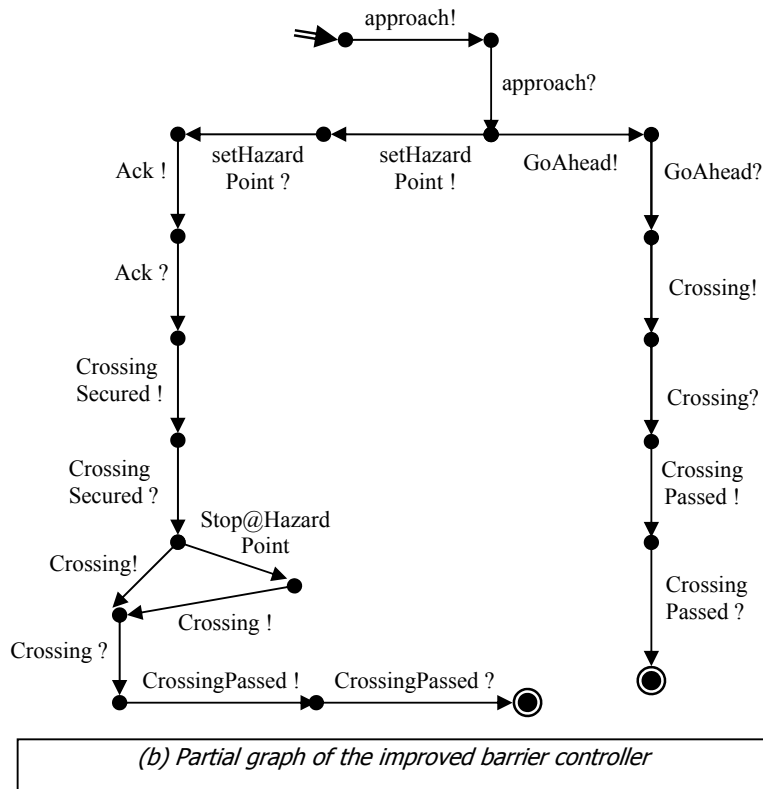 approach!
approach?
setHazard
Point ?
setHazard
Point !
GoAhead!
Ack !
GoAhead?
Ack ?
Crossing!
Crossing
Secured !
Crossing?
Crossing
Secured ?
Crossing
Passed !
Stop@Hazard
Point
Crossing!
Crossing !
Crossing
Passed ?
Crossing ?
CrossingPassed !
CrossingPassed ?
(b) Partial graph of the improved barrier controller